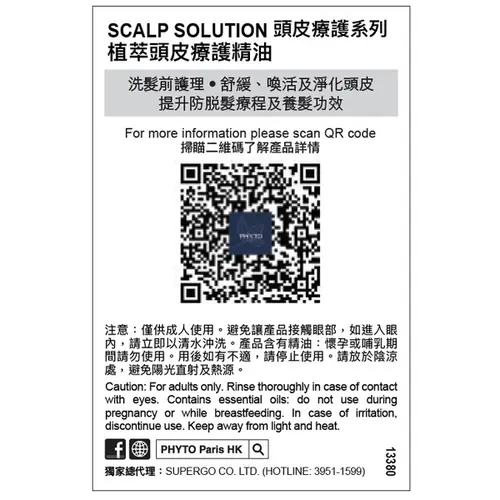 SCALP SOLUTION 頭皮療護系列
植萃頭皮療護精油
洗髮前護理 • 舒緩、喚活及淨化頭皮
提升防脫髮療程及養髮功效
For more information please scan QR code
掃瞄二維碼了解產品詳情
PHYTO
注意：僅供成人使用。避免讓產品接觸眼部，如進入眼
內，請立即以清水沖洗。產品含有精油：懷孕或哺乳期
間請勿使用。用後如有不適，請停止使用。請放於陰涼
處，避免陽光直射及熱源。
Caution: For adults only. Rinse thoroughly in case of contact
with eyes. Contains essential oils: do not use during
pregnancy or while breastfeeding. In case of irritation,
discontinue use. Keep away from light and heat.
PHYTO Paris HK
13380
獨家總代理：SUPERGO CO. LTD. (HOTLINE: 3951-1599)